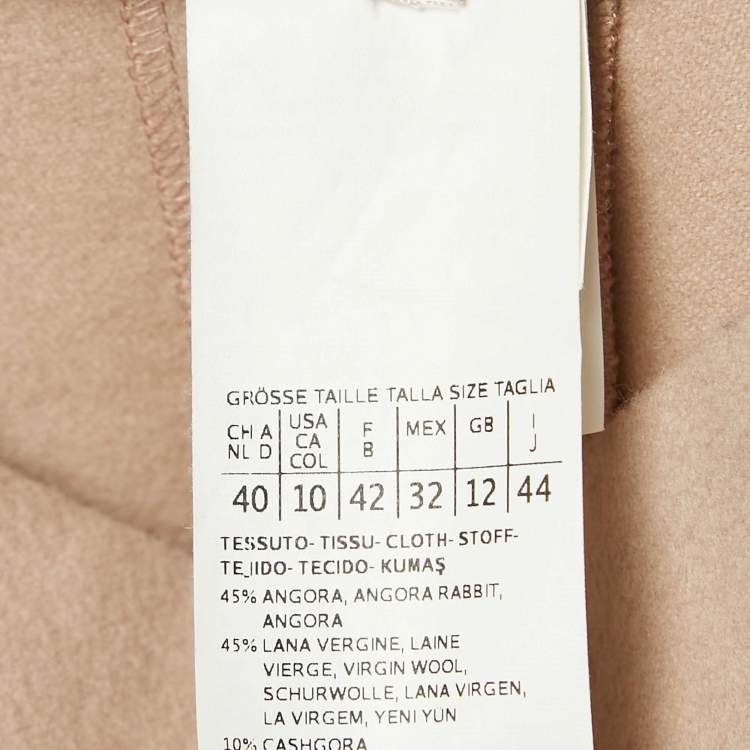 GRÖSSE TAILLE TALLA SIZE TAGLIA
CH A NL D USA CA COL F B MEX GB I J
40 10 42 32 12 44
TESSUTO- TISSU- CLOTH- STOFF-
TEJIDO- TECIDO- KUMAŞ
45% ANGORA, ANGORA RABBIT,
ANGORA
45% LANA VERGINE, LAINE
VIERGE, VIRGIN WOOL,
SCHURWOLLE, LANA VIRGEN,
LA VIRGEM, YENI YÜN
10% CASHGORA